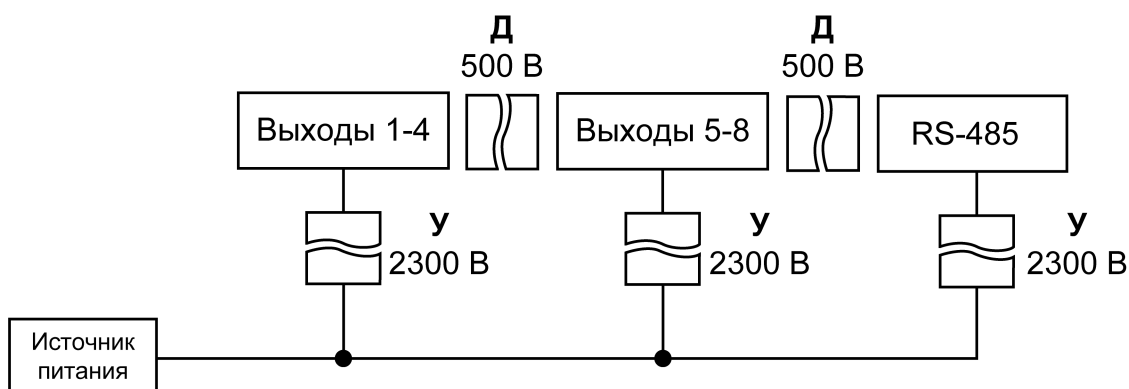 Д
500 В
Д
500 В
Выходы 1-4
Выходы 5-8
RS-485
У
2300 В
У
2300 В
У
2300 В
Источник
питания